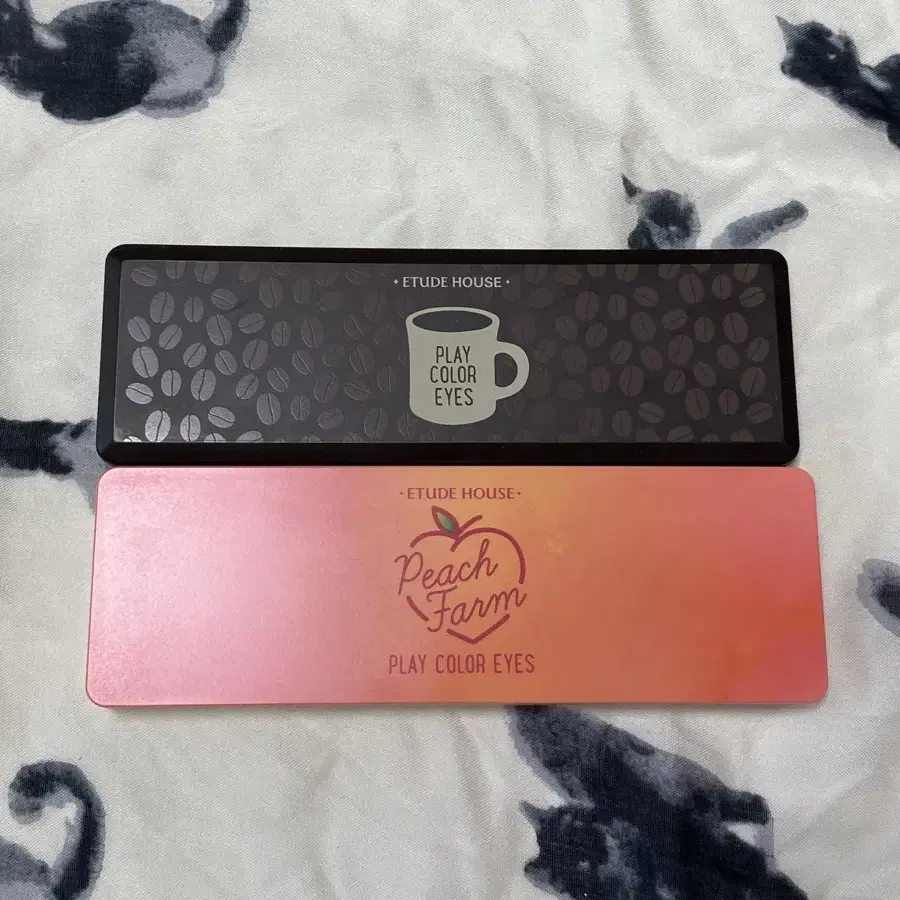 ETUDE HOUSE
PLAY
COLOR
EYES
ETUDE HOUSE
Peach
Farm
PLAY COLOR EYES